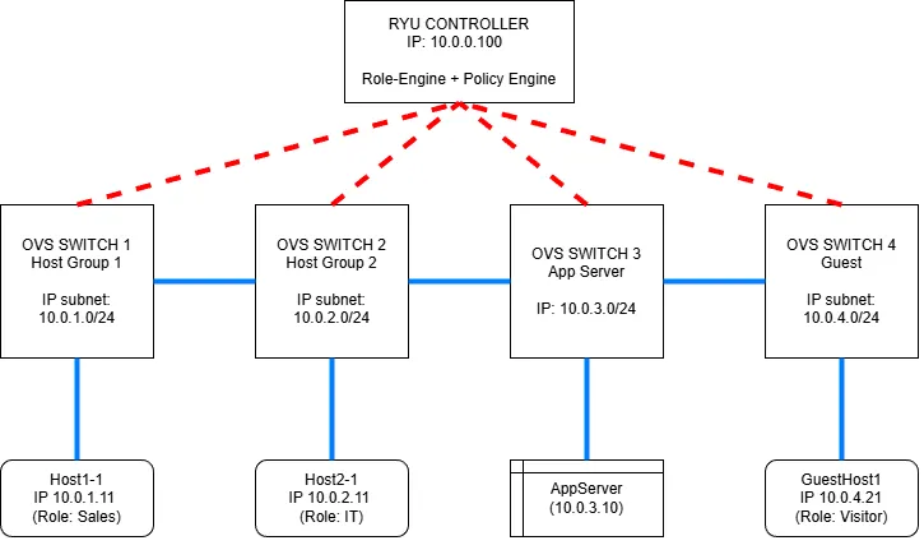 RYU CONTROLLER
IP: 10.0.0.100
Role-Engine + Policy Engine
OVS SWITCH 1
Host Group 1
IP subnet:
10.0.1.0/24
OVS SWITCH 2
Host Group 2
IP subnet:
10.0.2.0/24
OVS SWITCH 3
App Server
IP: 10.0.3.0/24
OVS SWITCH 4
Guest
IP subnet:
10.0.4.0/24
Host1-1
IP 10.0.1.11
(Role: Sales)
Host2-1
IP 10.0.2.11
(Role: IT)
AppServer
(10.0.3.10)
GuestHost1
IP 10.0.4.21
(Role: Visitor)